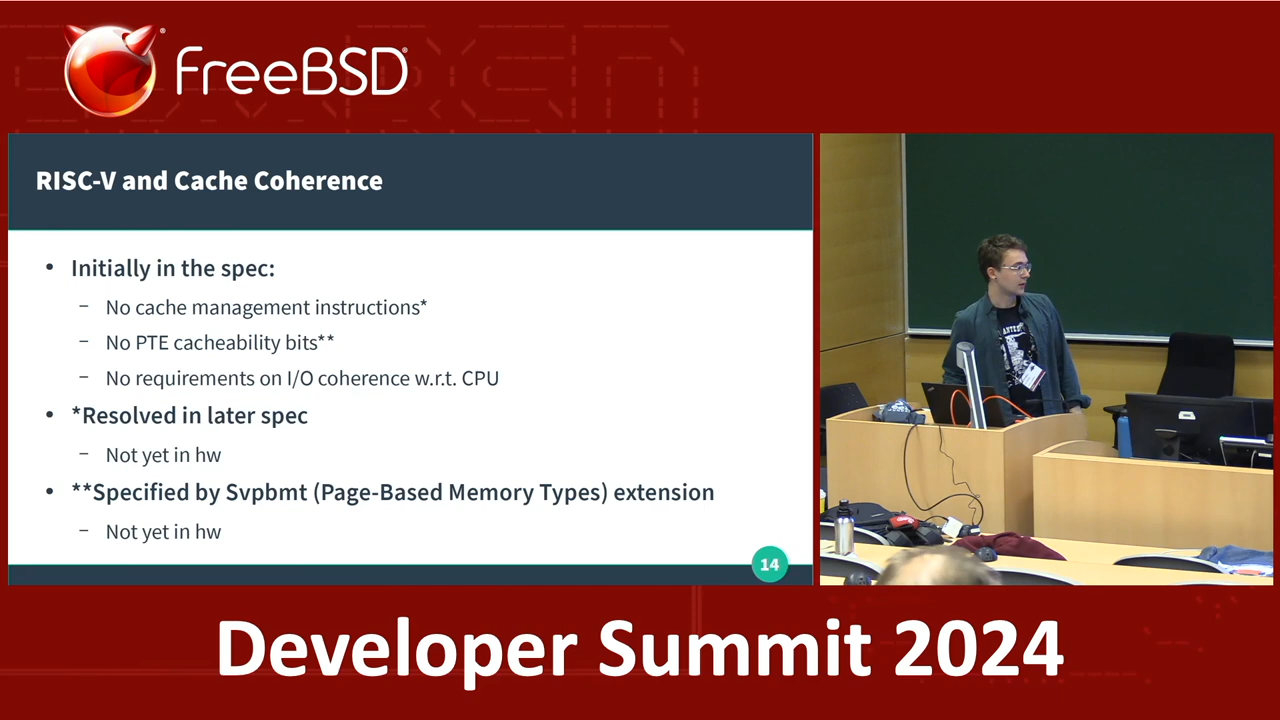 FreeBSD
RISC-V and Cache Coherence
• Initially in the spec:
– No cache management instructions*
– No PTE cacheability bits**
– No requirements on I/O coherence w.r.t. CPU
• *Resolved in later spec
– Not yet in hw
• **Specified by Svpbmt (Page-Based Memory Types) extension
– Not yet in hw
14
Developer Summit 2024